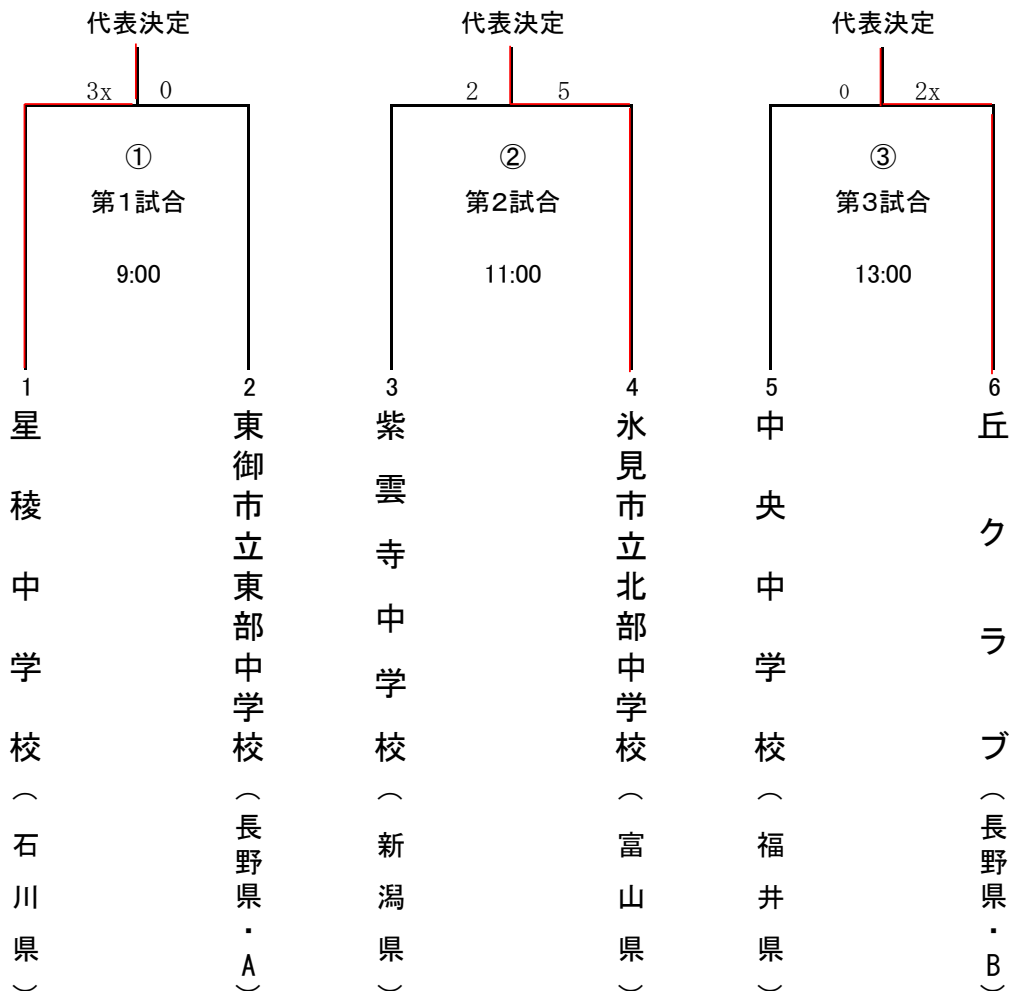 代表決定
代表決定
代表決定
3x 0
2 5
0 2x
①
第1試合
9:00
②
第2試合
11:00
③
第3試合
13:00
1
星稜中学校（石川県）
2
東御市立東部中学校（長野県・A）
3
紫雲寺中学校（新潟県）
4
氷見市立北部中学校（富山県）
5
中央中学校（福井県）
6
丘クラブ（長野県・B）